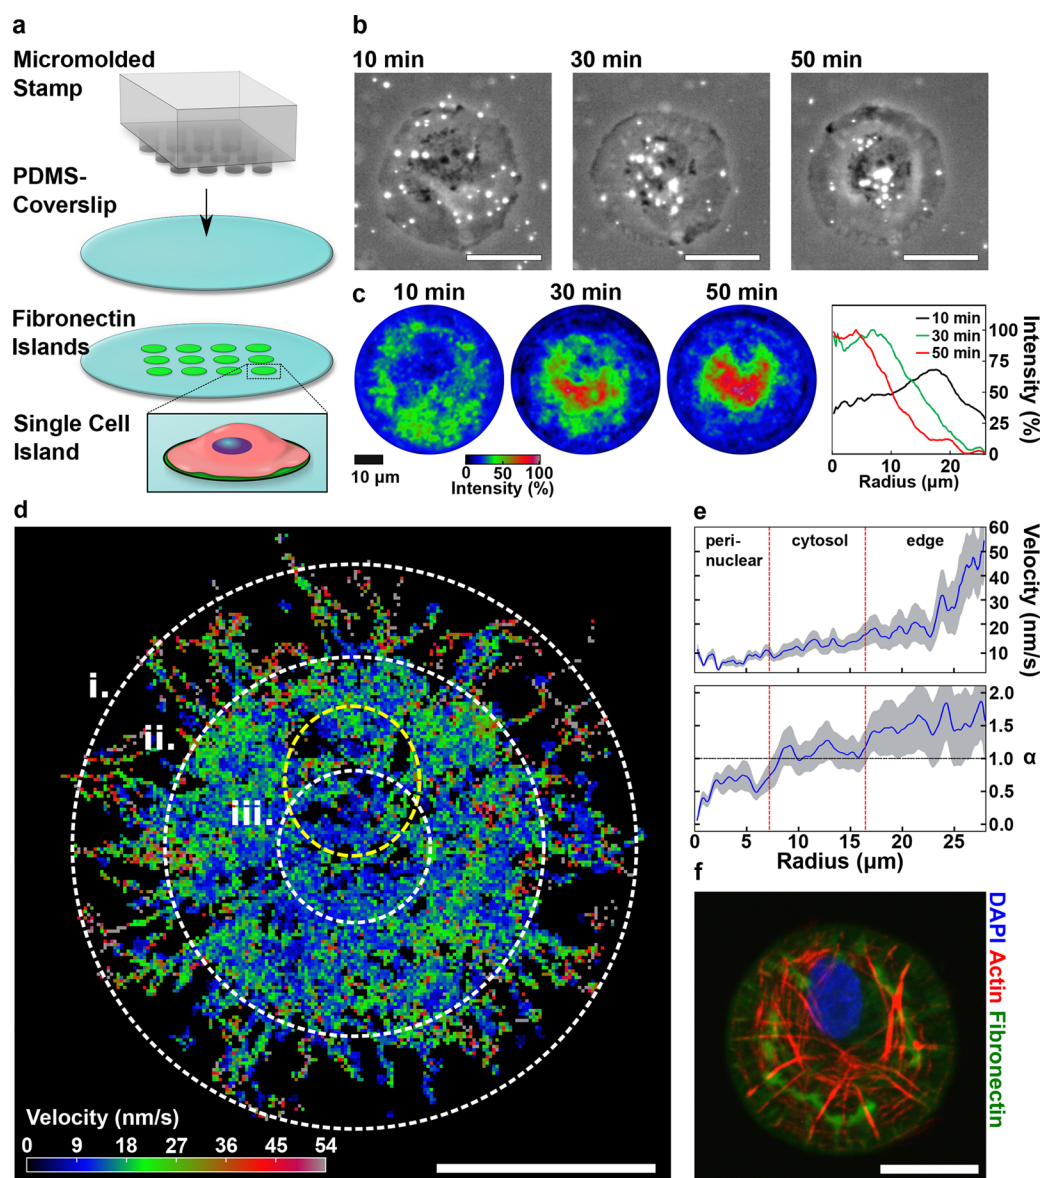 a
Micromolded
Stamp
PDMS-
Coverslip
Fibronectin
Islands
Single Cell
Island
b
10 min
30 min
50 min
c
10 min
30 min
50 min
10 µm
0 50 100
Intensity (%)
10 min
30 min
50 min
100
75
50
25
0
Intensity (%)
0 10 20
Radius (µm)
d
i.
ii.
iii.
Velocity (nm/s)
0 9 18 27 36 45 54
e
peri-
nuclear
cytosol
edge
60
50
40
30
20
10
Velocity (nm/s)
2.0
1.5
1.0
0.0
α
0 5 10 15 20 25
Radius (µm)
f
DAPI Actin Fibronectin